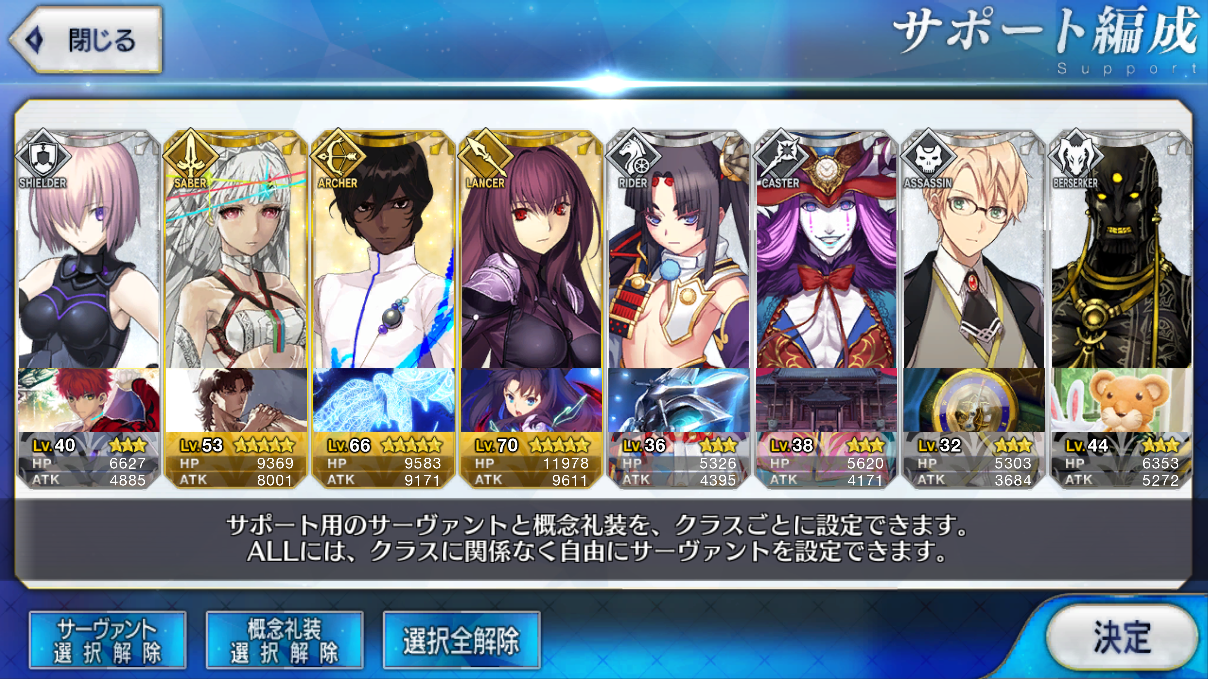 閉じる
サポート編成
Support
SHIELDER
SABER
ARCHER
LANCER
RIDER
CASTER
ASSASSIN
BERSERKER
Lv.40
HP 6627
ATK 4885
Lv.53
HP 9369
ATK 8001
Lv.66
HP 9583
ATK 9171
Lv.70
HP 11978
ATK 9611
Lv.36
HP 5326
ATK 4395
Lv.38
HP 5620
ATK 4171
Lv.32
HP 5303
ATK 3684
Lv.44
HP 6353
ATK 5272
サポート用のサーヴァントと概念礼装を、クラスごとに設定できます。
ALLには、クラスに関係なく自由にサーヴァントを設定できます。
サーヴァント
選択解除
概念礼装
選択解除
選択全解除
決定